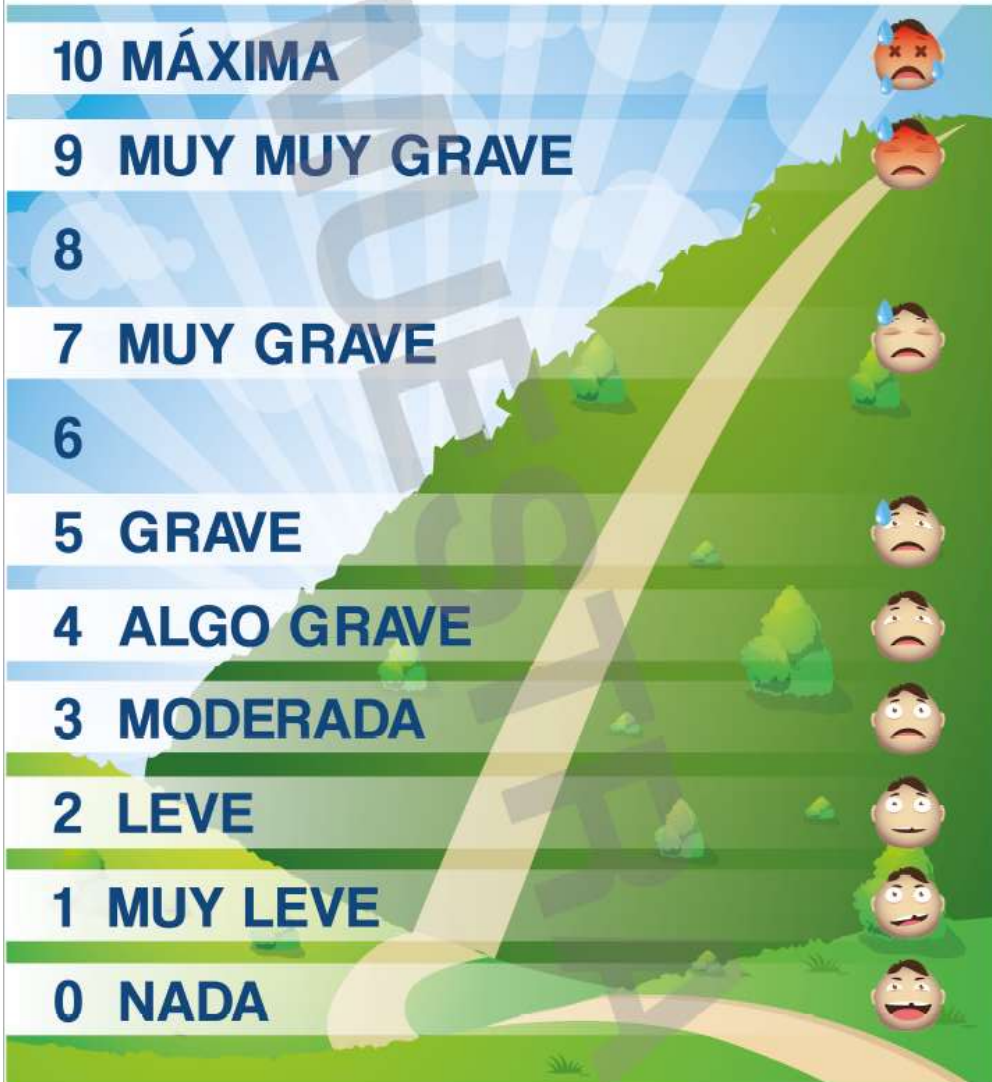 10 MÁXIMA
9 MUY MUY GRAVE
8
7 MUY GRAVE
6
5 GRAVE
4 ALGO GRAVE
3 MODERADA
2 LEVE
1 MUY LEVE
0 NADA
MUESTRA